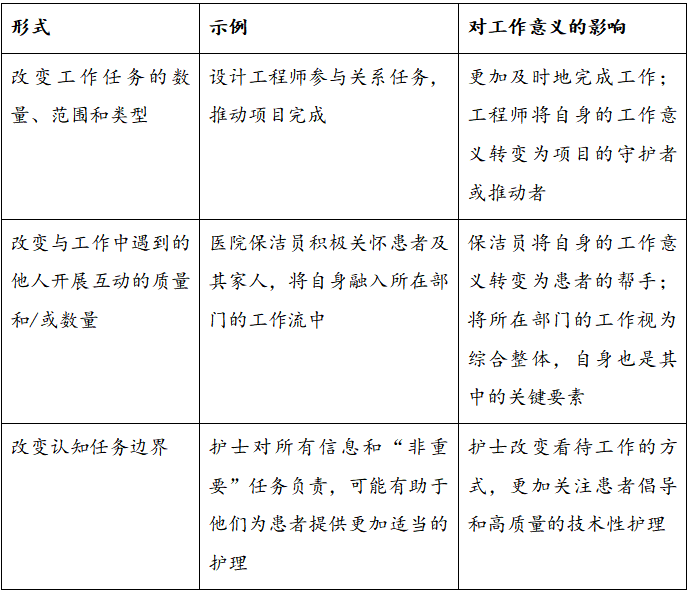 形式
示例
对工作意义的影响
改变工作任务的数
量、范围和类型
设计工程师参与关系任务，
推动项目完成
更加及时地完成工作；
工程师将自身的工作意
义转变为项目的守护者
或推动者
改变与工作中遇到的
他人开展互动的质量
和/或数量
医院保洁员积极关怀患者及
其家人，将自身融入所在部
门的工作流中
保洁员将自身的工作意
义转变为患者的帮手；
将所在部门的工作视为
综合整体，自身也是其
中的关键要素
改变认知任务边界
护士对所有信息和“非重
要”任务负责，可能有助于
他们为患者提供更加适当的
护理
护士改变看待工作的方
式，更加关注患者倡导
和高质量的技术性护理